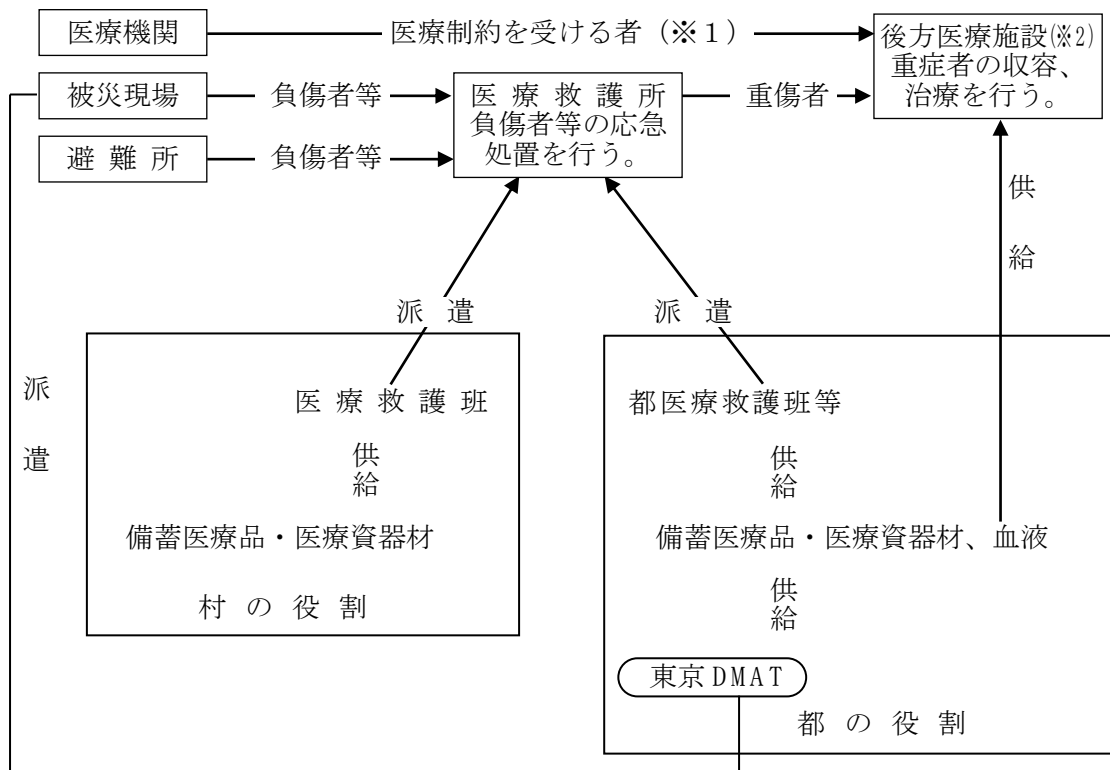 医療機関
医療制約を受ける者（※１）
後方医療施設(※2)
重症者の収容、
治療を行う。
被災現場
負傷者等
医療救護所
負傷者等の応急
処置を行う。
重傷者
避難所
負傷者等
供給
派遣
派遣
派遣
医療救護班
供給
備蓄医療品・医療資器材
村の役割
都医療救護班等
供給
備蓄医療品・医療資器材、血液
供給
東京DMAT
都の役割